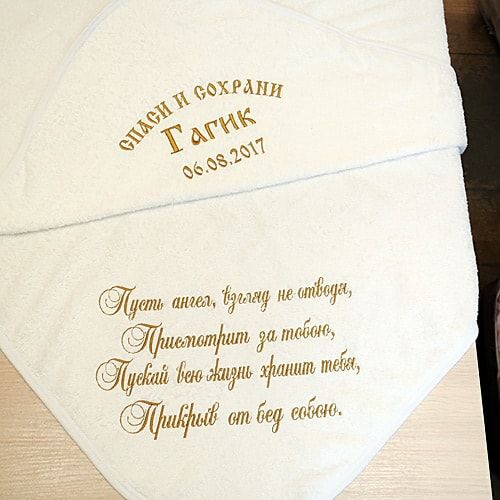 СПАСИ И СОХРАНИ
Гагик
06.08.2017
Пусть ангел, взгляд не отводя,
Присмотрит за тобою,
Пускай всю жизнь хранит тебя,
Прикрыв от бед собою.